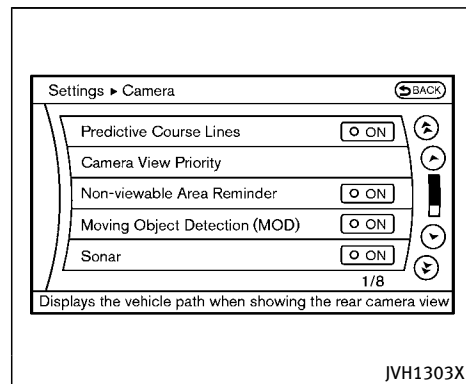 Settings ▸ Camera BACK
Predictive Course Lines ON
Camera View Priority
Non-viewable Area Reminder ON
Moving Object Detection (MOD) ON
Sonar ON
1/8
Displays the vehicle path when showing the rear camera view
JVH1303X